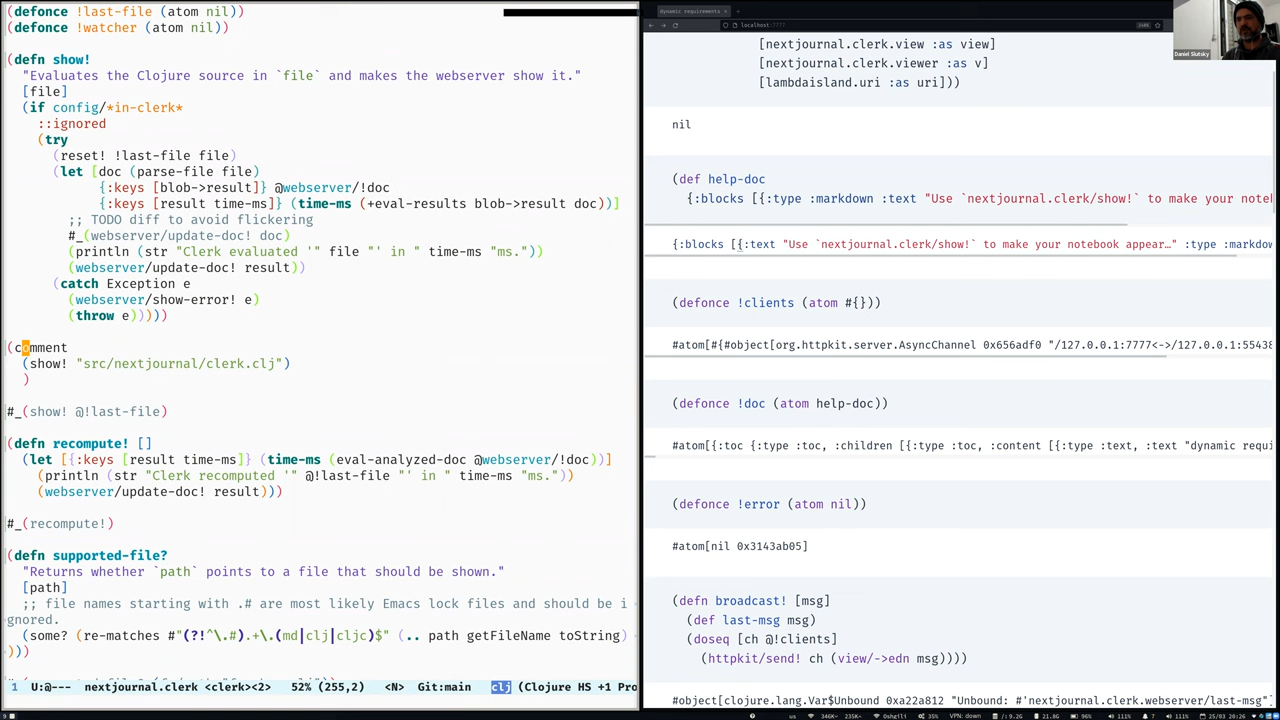 (defonce !last-file (atom nil))
(defonce !watcher (atom nil))
(defn show!
"Evaluates the Clojure source in `file` and makes the webserver show it."
[file]
(if config/*in-clerk*
::ignored
(try
(reset! !last-file file)
(let [doc (parse-file file)
{:keys [blob->result]} @webserver/!doc
{:keys [result time-ms]} (time-ms (+eval-results blob->result doc))]
;; TODO diff to avoid flickering
#_(webserver/update-doc! doc)
(println (str "Clerk evaluated '" file "' in " time-ms "ms."))
(webserver/update-doc! result))
(catch Exception e
(webserver/show-error! e)
(throw e)))))
(comment
(show! "src/nextjournal/clerk.clj")
)
#_(show! @!last-file)
(defn recompute! []
(let [{:keys [result time-ms]} (time-ms (eval-analyzed-doc @webserver/!doc))]
(println (str "Clerk recomputed '" @!last-file "' in " time-ms "ms."))
(webserver/update-doc! result)))
#_(recompute!)
(defn supported-file?
"Returns whether `path` points to a file that should be shown."
[path]
;; file names starting with .# are most likely Emacs lock files and should be i
gnored.
(some? (re-matches #"(?!^\.#).+\.(md|clj|cljc)$" (.. path getFileName toString)
)))
1 U:@--- nextjournal.clerk <clerk><2> 52% (255,2) <N> Git:main clj (Clojure HS +1 Pro
dynamic requirements
localhost:7777
Daniel Slutsky
[nextjournal.clerk.view :as view]
[nextjournal.clerk.viewer :as v]
[lambdaisland.uri :as uri]))
nil
(def help-doc
{:blocks [{:type :markdown :text "Use `nextjournal.clerk/show!` to make your note
{:blocks [{:text "Use `nextjournal.clerk/show!` to make your notebook appear…" :type :markdow
(defonce !clients (atom #{}))
#atom[#{#object[org.httpkit.server.AsyncChannel 0x656adf0 "/127.0.0.1:7777<->/127.0.0.1:55438
(defonce !doc (atom help-doc))
#atom[{:toc {:type :toc, :children [{:type :toc, :content [{:type :text, :text "dynamic requi
(defonce !error (atom nil))
#atom[nil 0x3143ab05]
(defn broadcast! [msg]
(def last-msg msg)
(doseq [ch @!clients]
(httpkit/send! ch (view/->edn msg))))
#object[clojure.lang.Var$Unbound 0xa22a812 "Unbound: #'nextjournal.clerk.webserver/last-msg"]